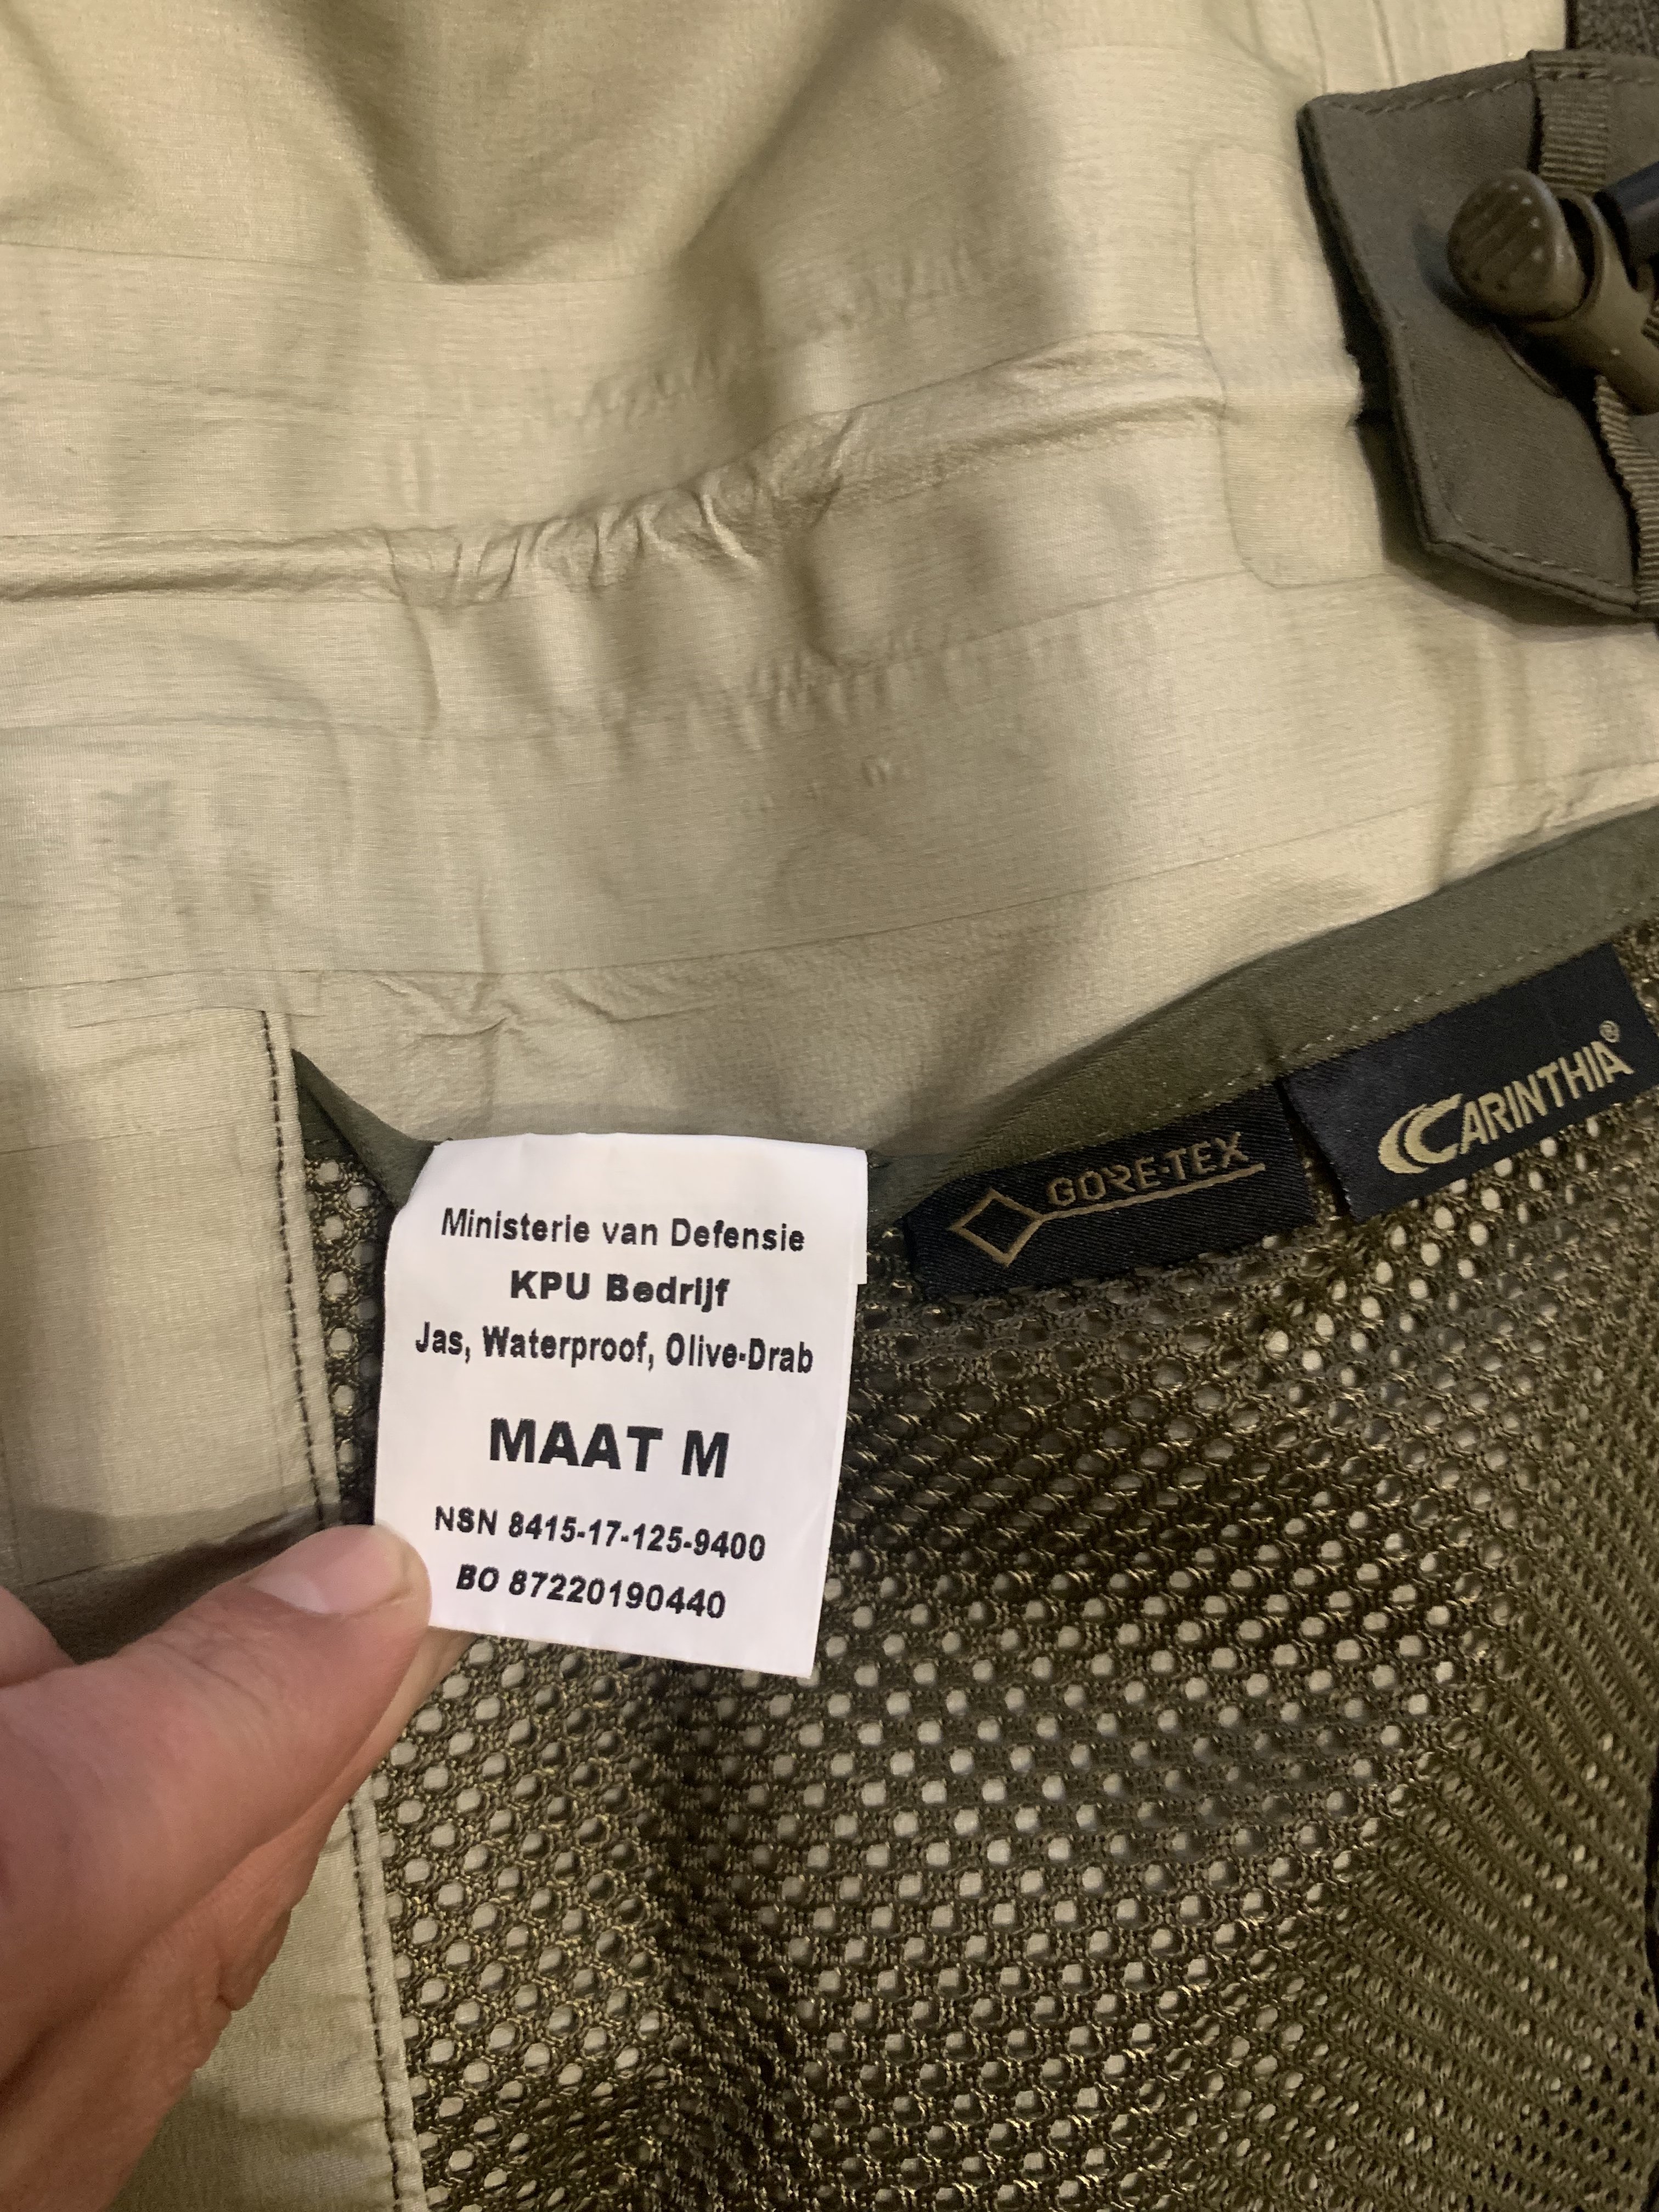 CARINTHIA®
GORE-TEX
Ministerie van Defensie
KPU Bedrijf
Jas, Waterproof, Olive-Drab
MAAT M
NSN 8415-17-125-9400
BO 87220190440